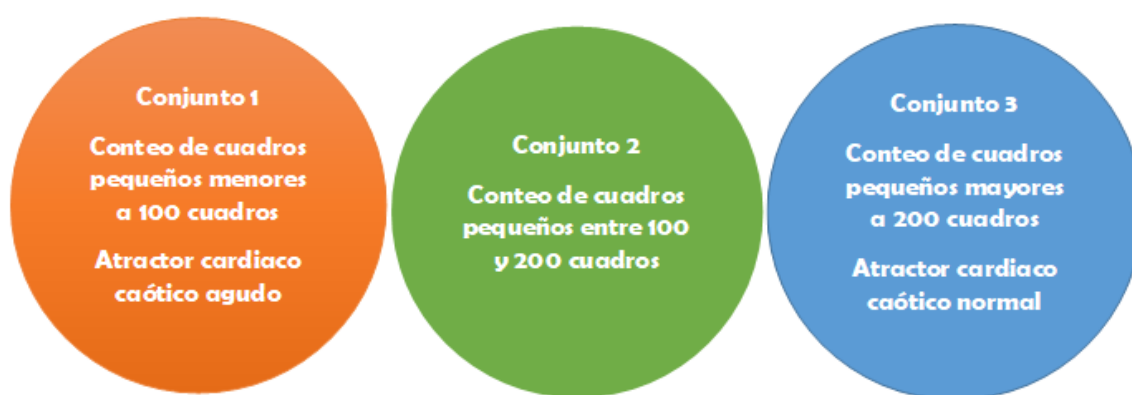 Conjunto 1
Conteo de cuadros
pequeños menores
a 100 cuadros
Atractor cardiaco
caótico agudo
Conjunto 2
Conteo de cuadros
pequeños entre 100
y 200 cuadros
Conjunto 3
Conteo de cuadros
pequeños mayores
a 200 cuadros
Atractor cardiaco
caótico normal